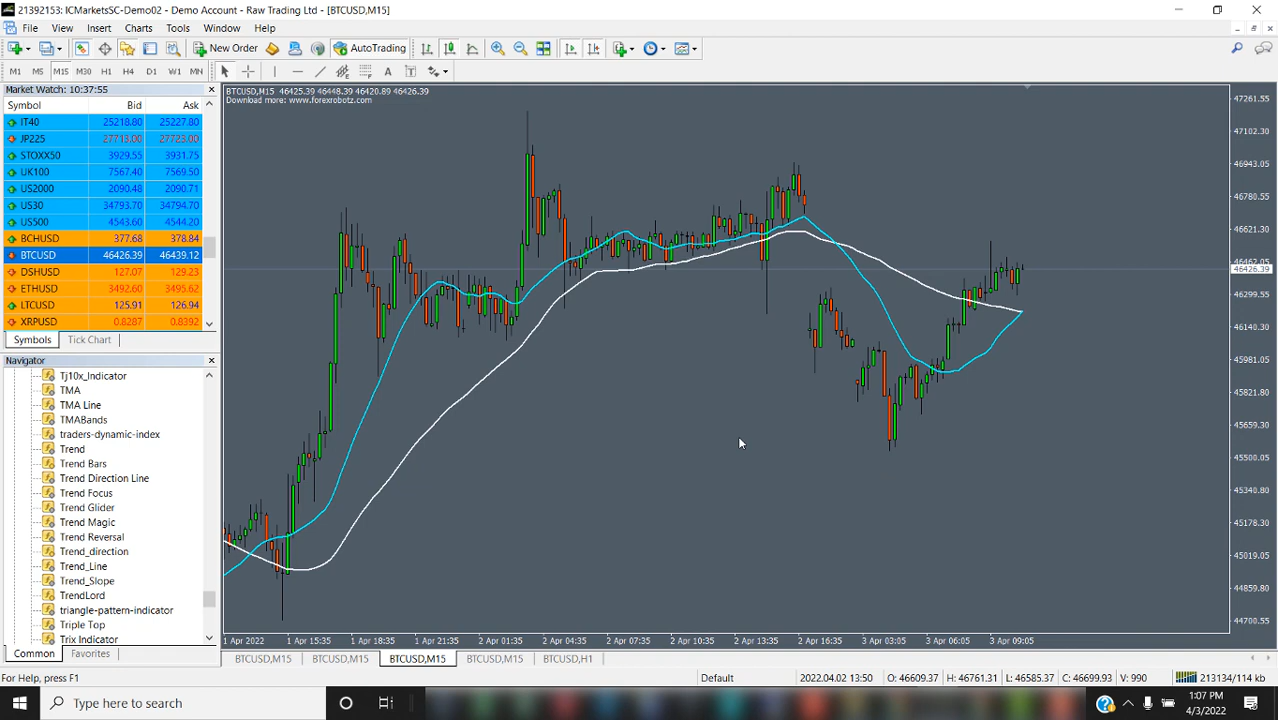 21392153: ICMarketsSC-Demo02 - Demo Account - Raw Trading Ltd - [BTCUSD,M15]
File View Insert Charts Tools Window Help
New Order AutoTrading
M1 M5 M15 M30 H1 H4 D1 W1 MN A T
Market Watch: 10:37:55
Symbol Bid Ask
IT40 25218.80 25227.80
JP225 27713.00 27723.00
STOXX50 3929.55 3931.75
UK100 7567.40 7569.50
US2000 2090.48 2090.71
US30 34793.70 34794.70
US500 4543.60 4544.20
BCHUSD 377.68 378.84
BTCUSD 46426.39 46439.12
DSHUSD 127.07 129.23
ETHUSD 3492.60 3495.62
LTCUSD 125.91 126.94
XRPUSD 0.8287 0.8392
Symbols Tick Chart
Navigator
Tj10x_Indicator
TMA
TMA Line
TMABands
traders-dynamic-index
Trend
Trend Bars
Trend Direction Line
Trend Focus
Trend Glider
Trend Magic
Trend Reversal
Trend_direction
Trend_Line
Trend_Slope
TrendLord
triangle-pattern-indicator
Triple Top
Trix Indicator
Common Favorites
BTCUSD,M15 46425.39 46448.39 46420.89 46426.39
Download more: www.forexrobotz.com
47261.55
47102.30
46943.05
46780.55
46621.30
46462.05
46426.39
46299.55
46140.30
45981.05
45821.80
45659.30
45500.05
45340.80
45178.30
45019.05
44859.80
44700.55
1 Apr 2022 1 Apr 15:35 1 Apr 18:35 1 Apr 21:35 2 Apr 01:35 2 Apr 04:35 2 Apr 07:35 2 Apr 10:35 2 Apr 13:35 2 Apr 16:35 3 Apr 03:05 3 Apr 06:05 3 Apr 09:05
BTCUSD,M15 BTCUSD,M15 BTCUSD,M15 BTCUSD,M15 BTCUSD,H1
For Help, press F1 Default 2022.04.02 13:50 O: 46609.37 H: 46761.31 L: 46585.37 C: 46699.93 V: 990 213134/114 kb
Type here to search
1:07 PM
4/3/2022